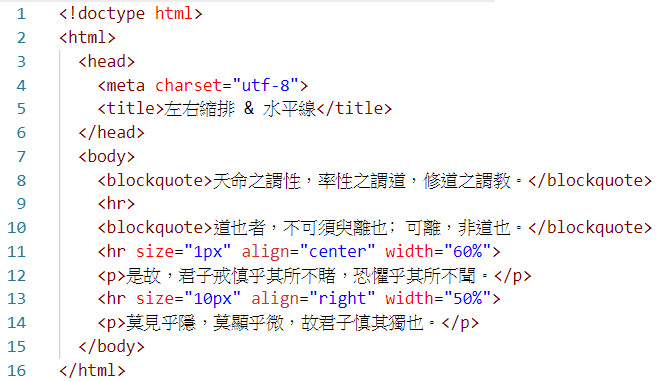 1 <!doctype html>
2 <html>
3 <head>
4 <meta charset="utf-8">
5 <title>左右縮排 & 水平線</title>
6 </head>
7 <body>
8 <blockquote>天命之謂性，率性之謂道，修道之謂教。</blockquote>
9 <hr>
10 <blockquote>道也者，不可須臾離也; 可離，非道也。</blockquote>
11 <hr size="1px" align="center" width="60%">
12 <p>是故，君子戒慎乎其所不賭，恐懼乎其所不聞。</p>
13 <hr size="10px" align="right" width="50%">
14 <p>莫見乎隱，莫顯乎微，故君子慎其獨也。</p>
15 </body>
16 </html>